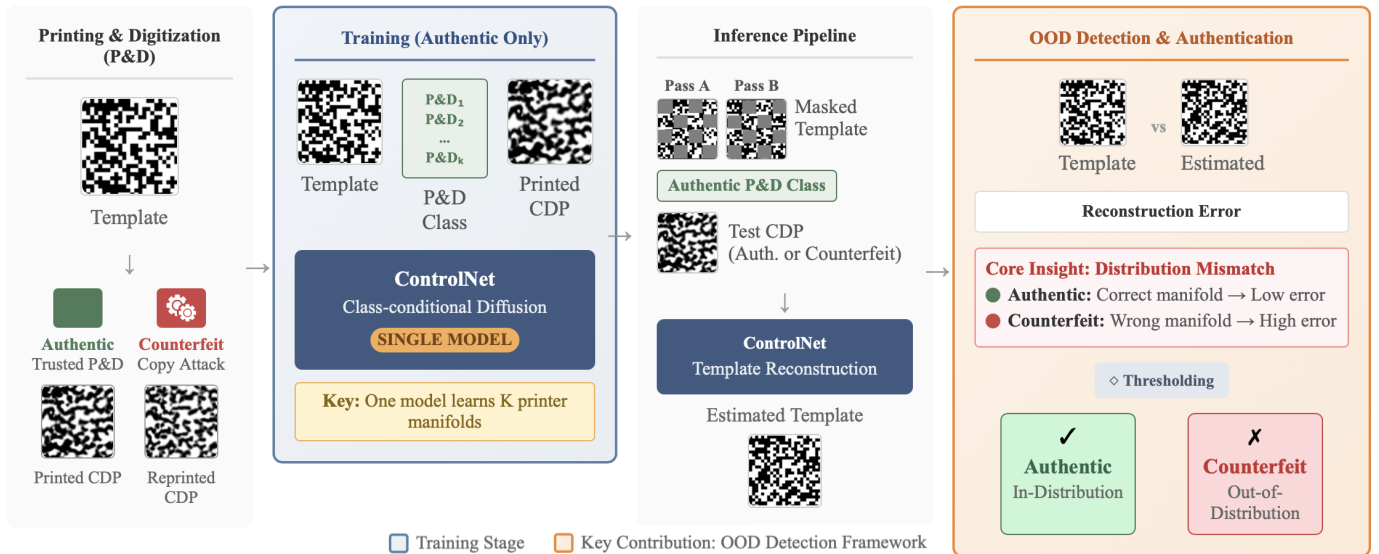 Printing & Digitization
(P&D)
Template
↓
Authentic
Trusted P&D
Counterfeit
Copy Attack
Printed CDP
Reprinted
CDP
→
Training (Authentic Only)
Template
P&D₁
P&D₂
...
P&Dₖ
P&D
Class
Printed
CDP
ControlNet
Class-conditional Diffusion
SINGLE MODEL
Key: One model learns K printer
manifolds
→
Inference Pipeline
Pass A
Pass B
Masked
Template
Authentic P&D Class
Test CDP
(Auth. or Counterfeit)
↓
ControlNet
Template Reconstruction
Estimated Template
→
OOD Detection & Authentication
Template
vs
Estimated
Reconstruction Error
Core Insight: Distribution Mismatch
Authentic: Correct manifold → Low error
Counterfeit: Wrong manifold → High error
◇ Thresholding
✓
Authentic
In-Distribution
✗
Counterfeit
Out-of-
Distribution
Training Stage
Key Contribution: OOD Detection Framework